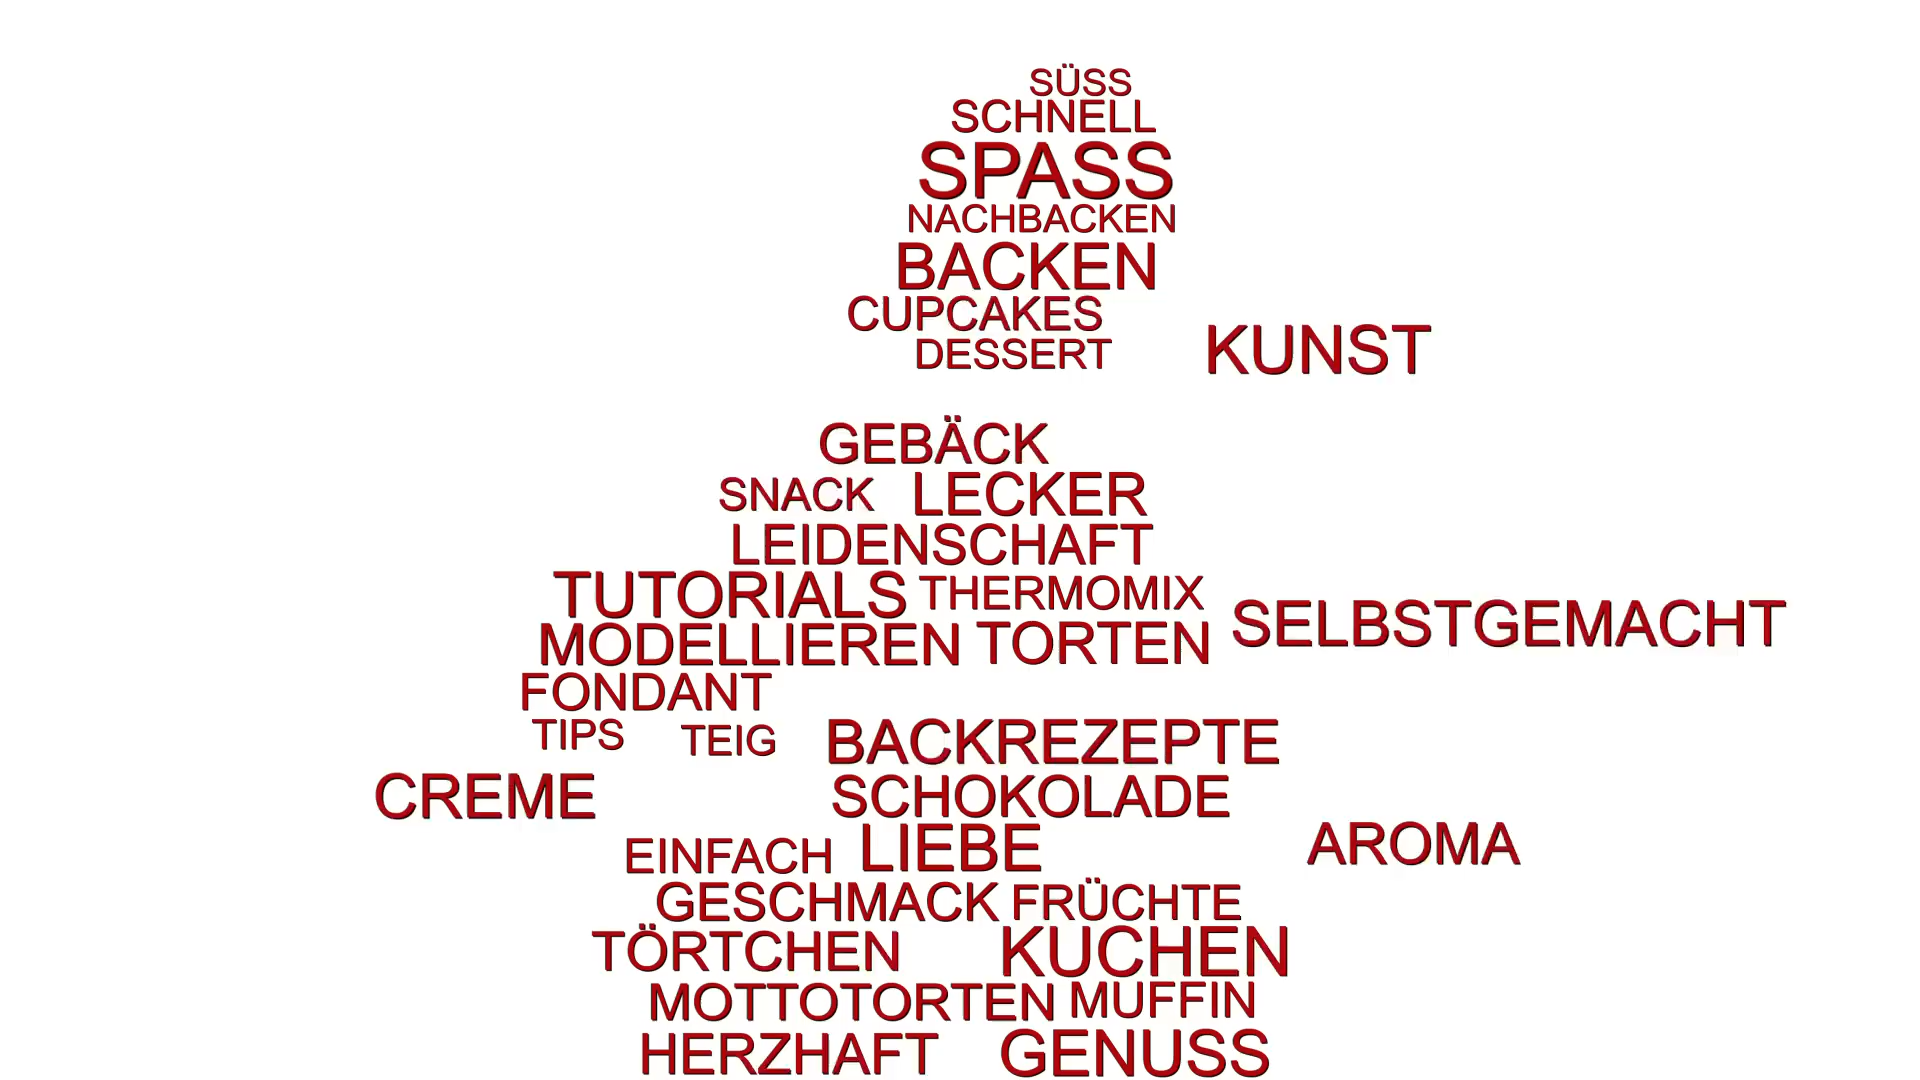 SÜSS
SCHNELL
SPASS
NACHBACKEN
BACKEN
CUPCAKES
DESSERT KUNST
GEBÄCK
SNACK LECKER
LEIDENSCHAFT
TUTORIALS THERMOMIX
SELBSTGEMACHT
MODELLIEREN TORTEN
FONDANT
TIPS TEIG BACKREZEPTE
CREME SCHOKOLADE
EINFACH LIEBE AROMA
GESCHMACK FRÜCHTE
TÖRTCHEN KUCHEN
MOTTOTORTEN MUFFIN
HERZHAFT GENUSS